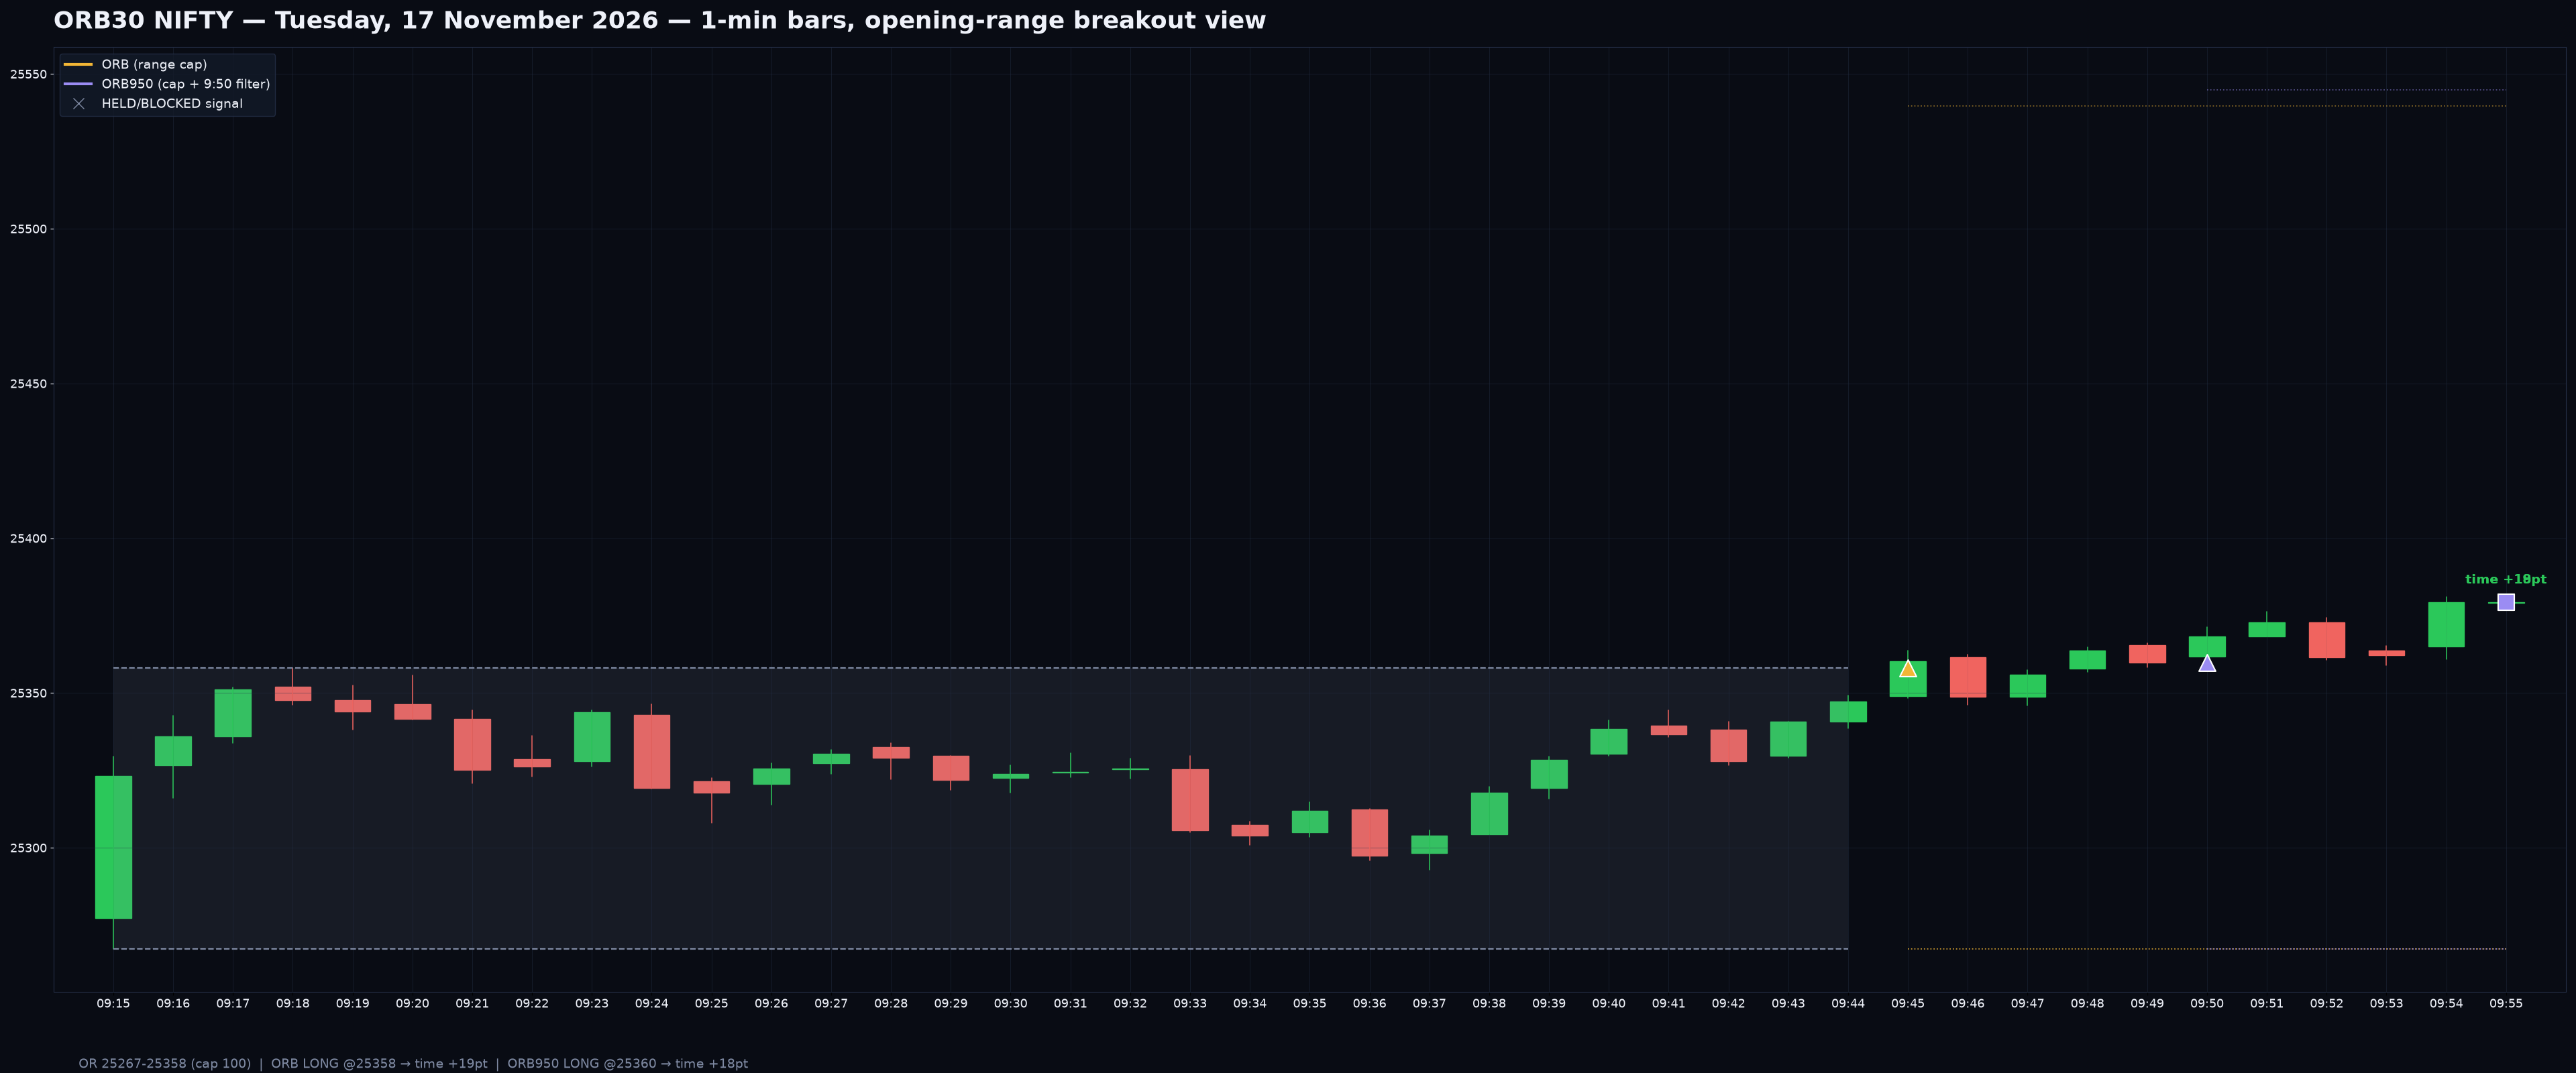 ORB30 NIFTY — Tuesday, 17 November 2026 — 1-min bars, opening-range breakout view
ORB (range cap)
ORB950 (cap + 9:50 filter)
HELD/BLOCKED signal
25550
25500
25450
25400
25350
25300
time
09:15 09:16 09:17 09:18 09:19 09:20 09:21 09:22 09:23 09:24 09:25 09:26 09:27 09:28 09:29 09:30 09:31 09:32 09:33 09:34 09:35 09:36 09:37 09:38 09:39 09:40 09:41 09:42 09:43 09:44 09:45 09:46 09:47 09:48 09:49 09:50 09:51 09:52 09:53 09:54 09:55
OR 25267-25358 (cap 100) | ORB LONG @25358 → time +19pt | ORB950 LONG @25360 → time +18pt